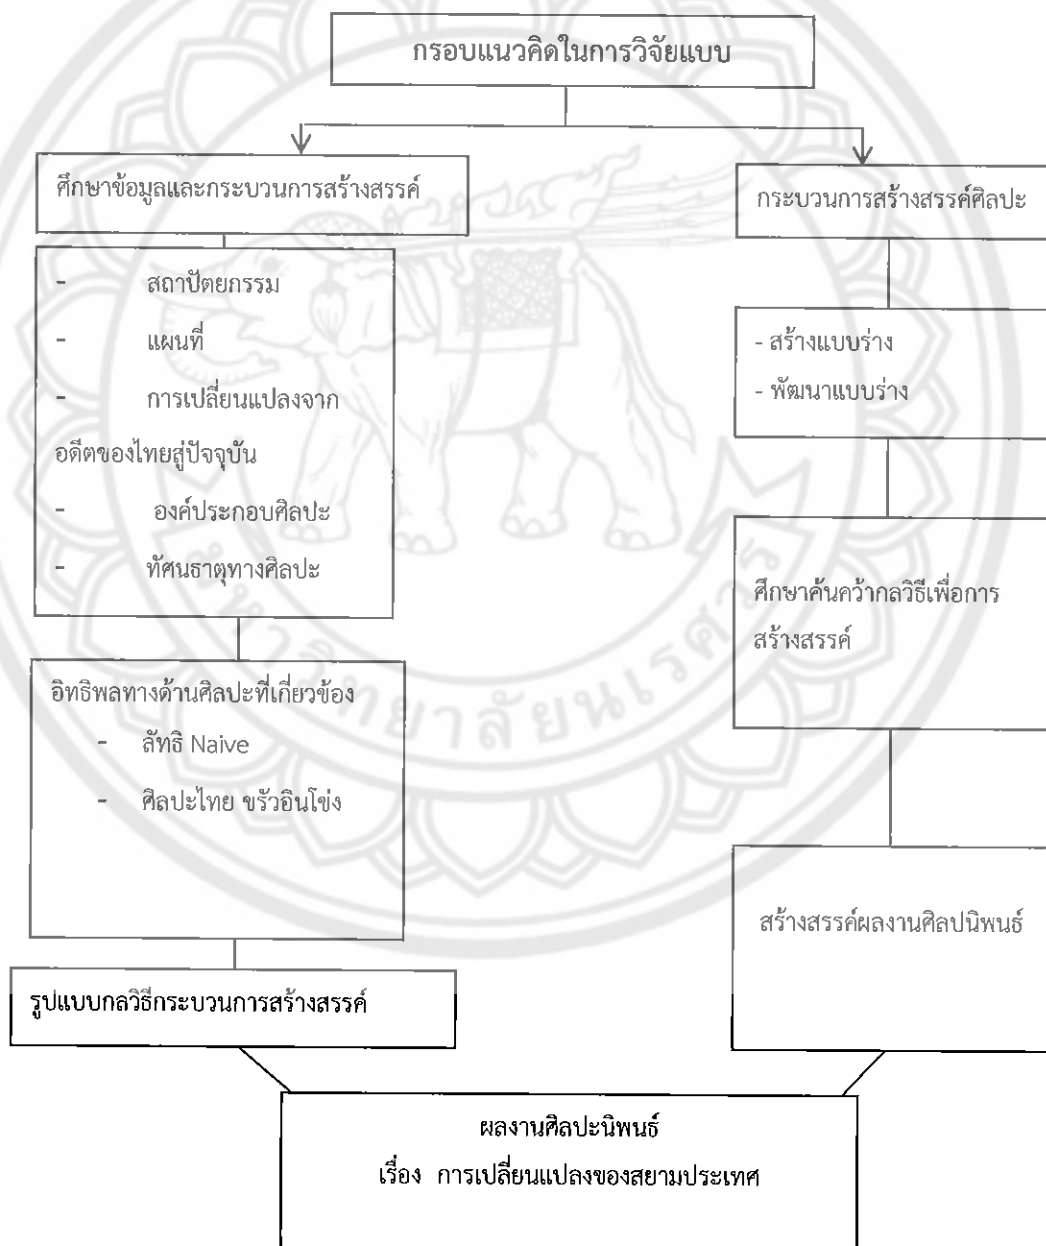 กรอบแนวคิดในการวิจัยแบบ
ศึกษาข้อมูลและกระบวนการสร้างสรรค์
- สถาปัตยกรรม
- แผนที่
- การเปลี่ยนแปลงจาก
อดีตของไทยสู่ปัจจุบัน
- องค์ประกอบศิลปะ
- ทัศนธาตุทางศิลปะ
อิทธิพลทางด้านศิลปะที่เกี่ยวข้อง
- ลัทธิ Naive
- ศิลปะไทย ขรัวอินโข่ง
รูปแบบกลวิธีกระบวนการสร้างสรรค์
กระบวนการสร้างสรรค์ศิลปะ
- สร้างแบบร่าง
- พัฒนาแบบร่าง
ศึกษาค้นคว้ากลวิธีเพื่อการ
สร้างสรรค์
สร้างสรรค์ผลงานศิลปนิพนธ์
ผลงานศิลปะนิพนธ์
เรื่อง การเปลี่ยนแปลงของสยามประเทศ
มหาวิทยาลัยนเรศวร